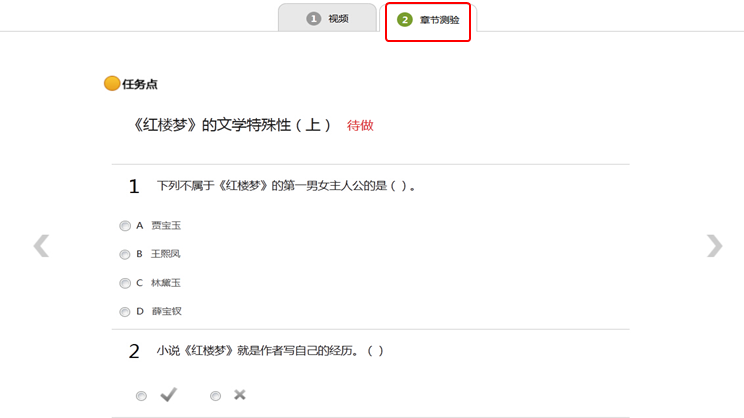 1 视频
2 章节测验
任务点
《红楼梦》的文学特殊性(上) 待做
1 下列不属于《红楼梦》的第一男女主人公的是( )。
A 贾宝玉
B 王熙凤
C 林黛玉
D 薛宝钗
2 小说《红楼梦》就是作者写自己的经历。( )